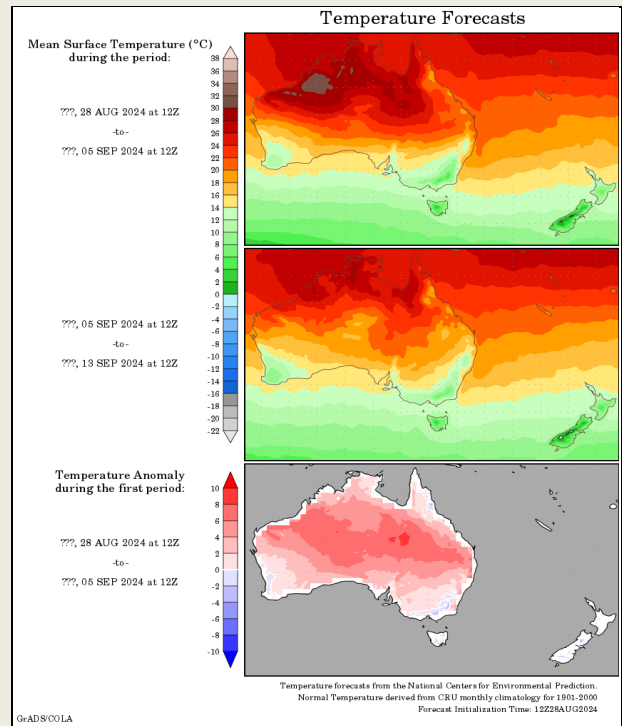 Temperature Forecasts
Mean Surface Temperature (°C)
during the period:
???, 28 AUG 2024 at 12Z
-to-
???, 05 SEP 2024 at 12Z
???, 05 SEP 2024 at 12Z
-to-
???, 13 SEP 2024 at 12Z
38
36
34
32
30
28
26
24
22
20
18
16
14
12
10
8
6
4
2
0
-2
-4
-6
-8
-10
-12
-14
-16
-18
-20
-22
Temperature Anomaly
during the first period:
???, 28 AUG 2024 at 12Z
-to-
???, 05 SEP 2024 at 12Z
10
8
6
4
2
0
-2
-4
-6
-8
-10
Temperature forecasts from the National Centers for Environmental Prediction.
Normal Temperature derived from CRU monthly climatology for 1901-2000
Forecast Initialization Time: 12Z28AUG2024
GrADS/COLA